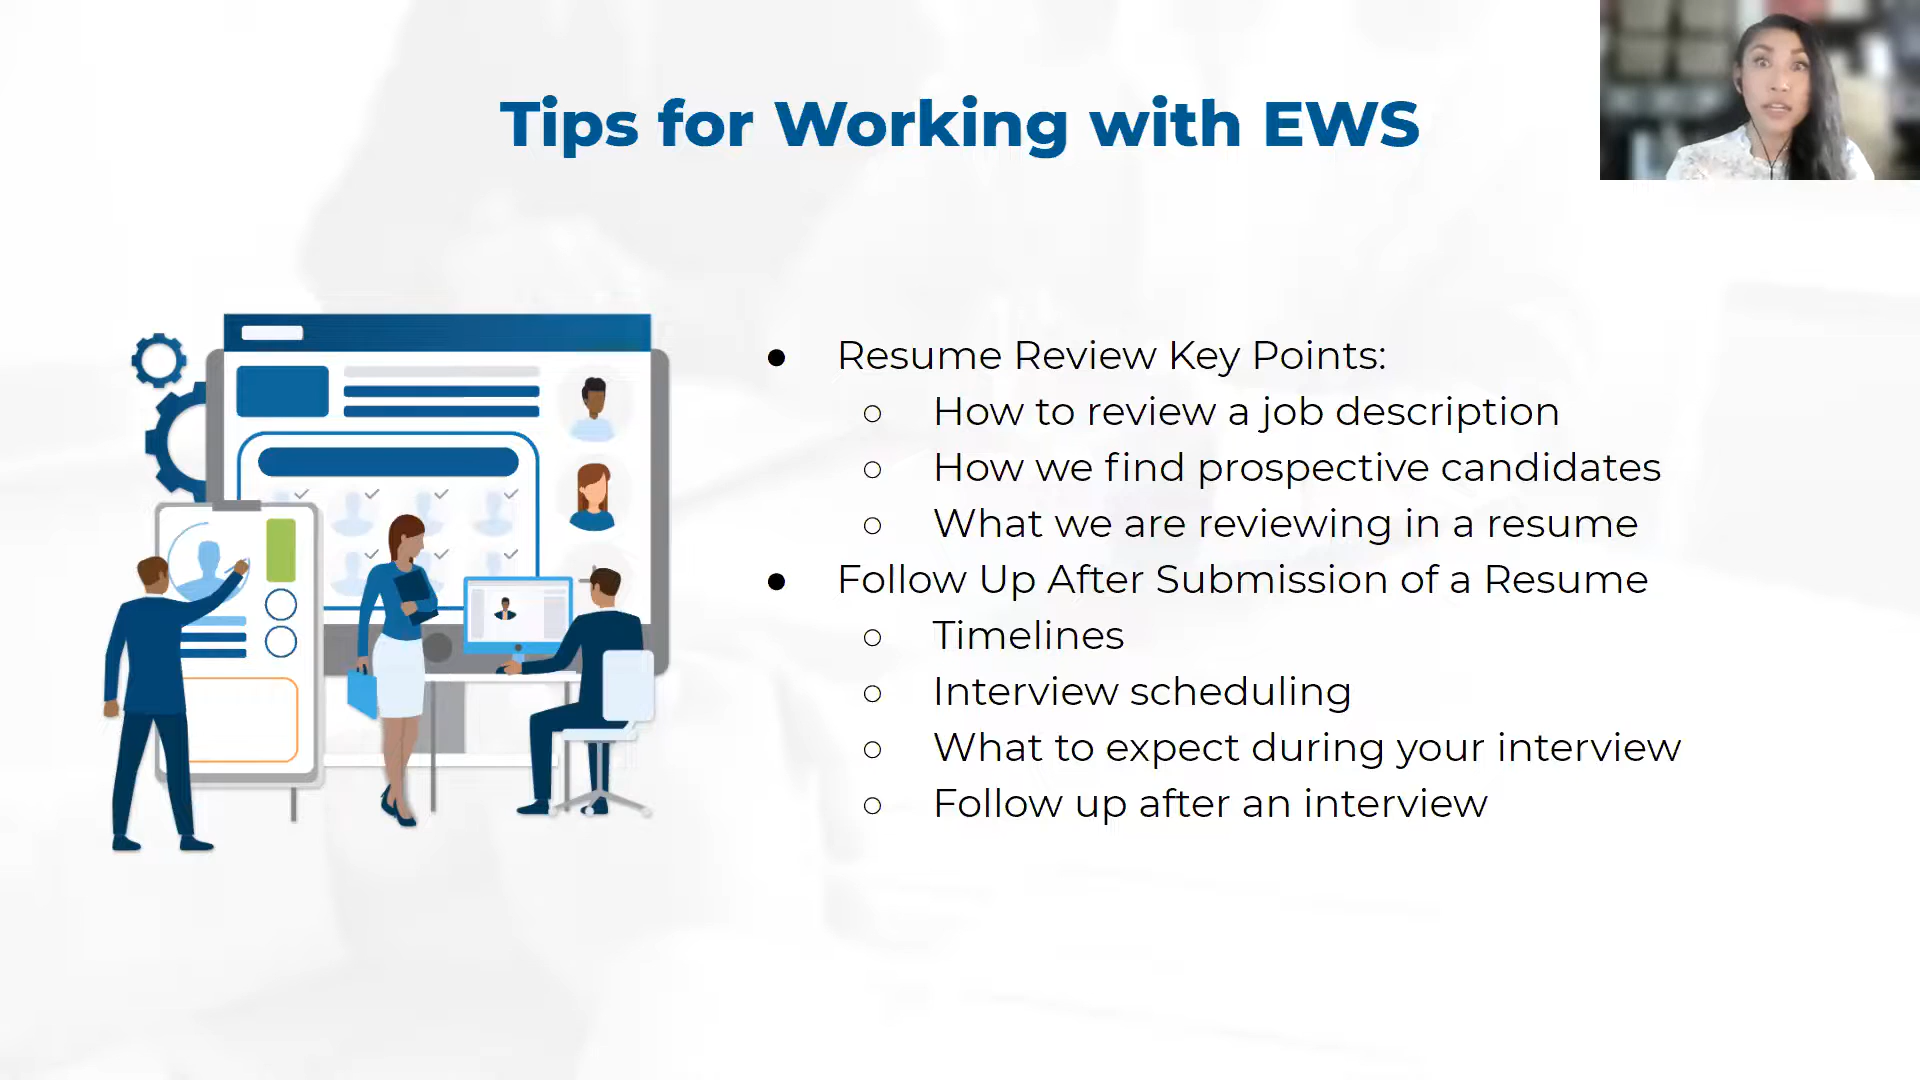 Tips for Working with EWS
● Resume Review Key Points:
○ How to review a job description
○ How we find prospective candidates
○ What we are reviewing in a resume
● Follow Up After Submission of a Resume
○ Timelines
○ Interview scheduling
○ What to expect during your interview
○ Follow up after an interview